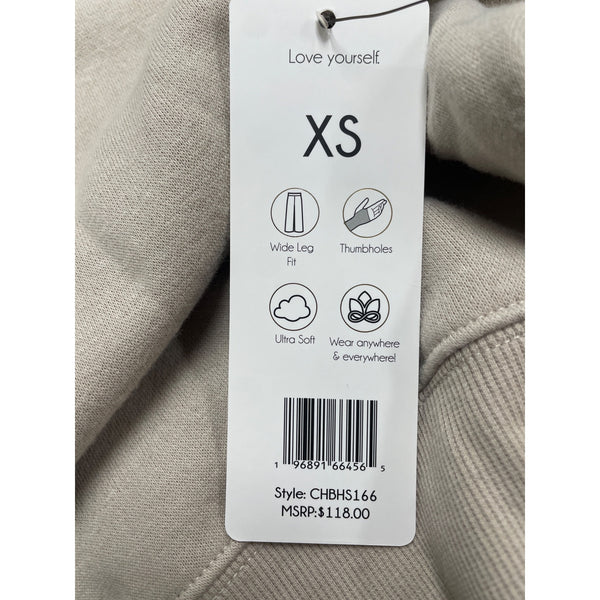 Love yourself.
XS
Wide Leg
Fit
Thumbholes
Ultra Soft
Wear anywhere
& everywhere!
1 96891 66456 5
Style: CHBHS166
MSRP:$118.00